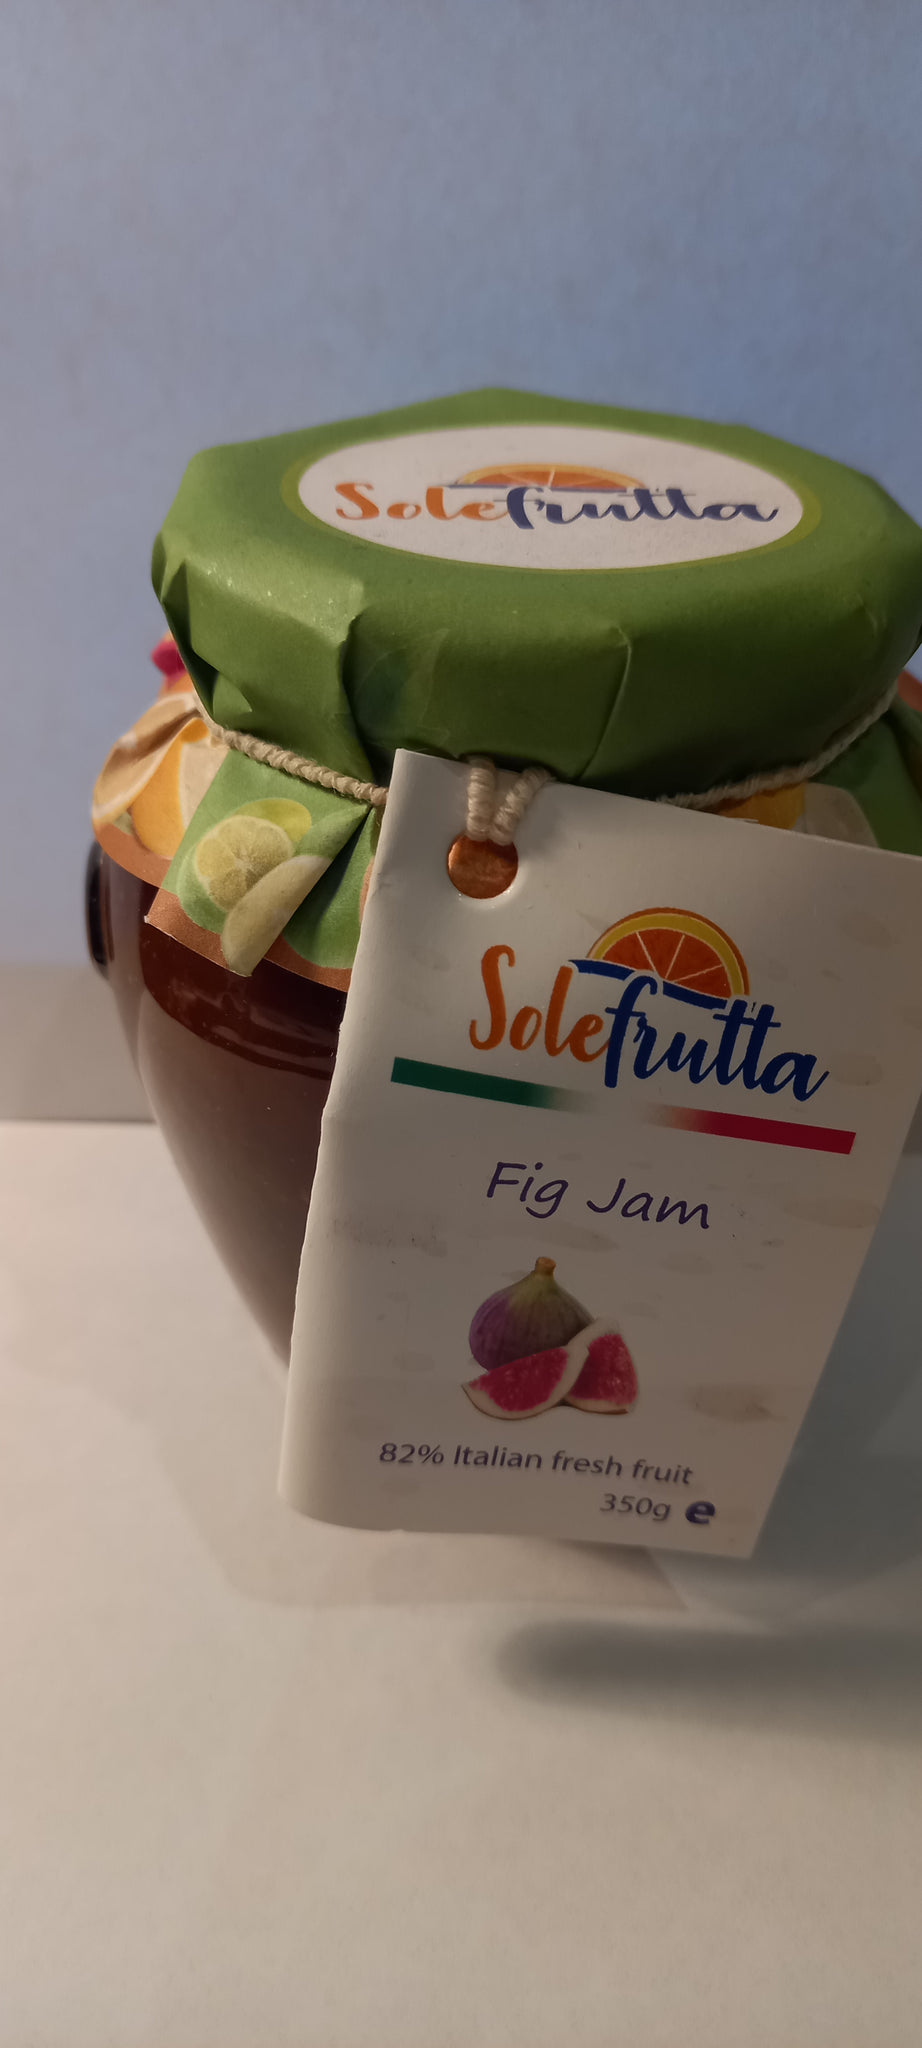 Solefrutta
Solefrutta
Fig Jam
82% Italian fresh fruit
350g e